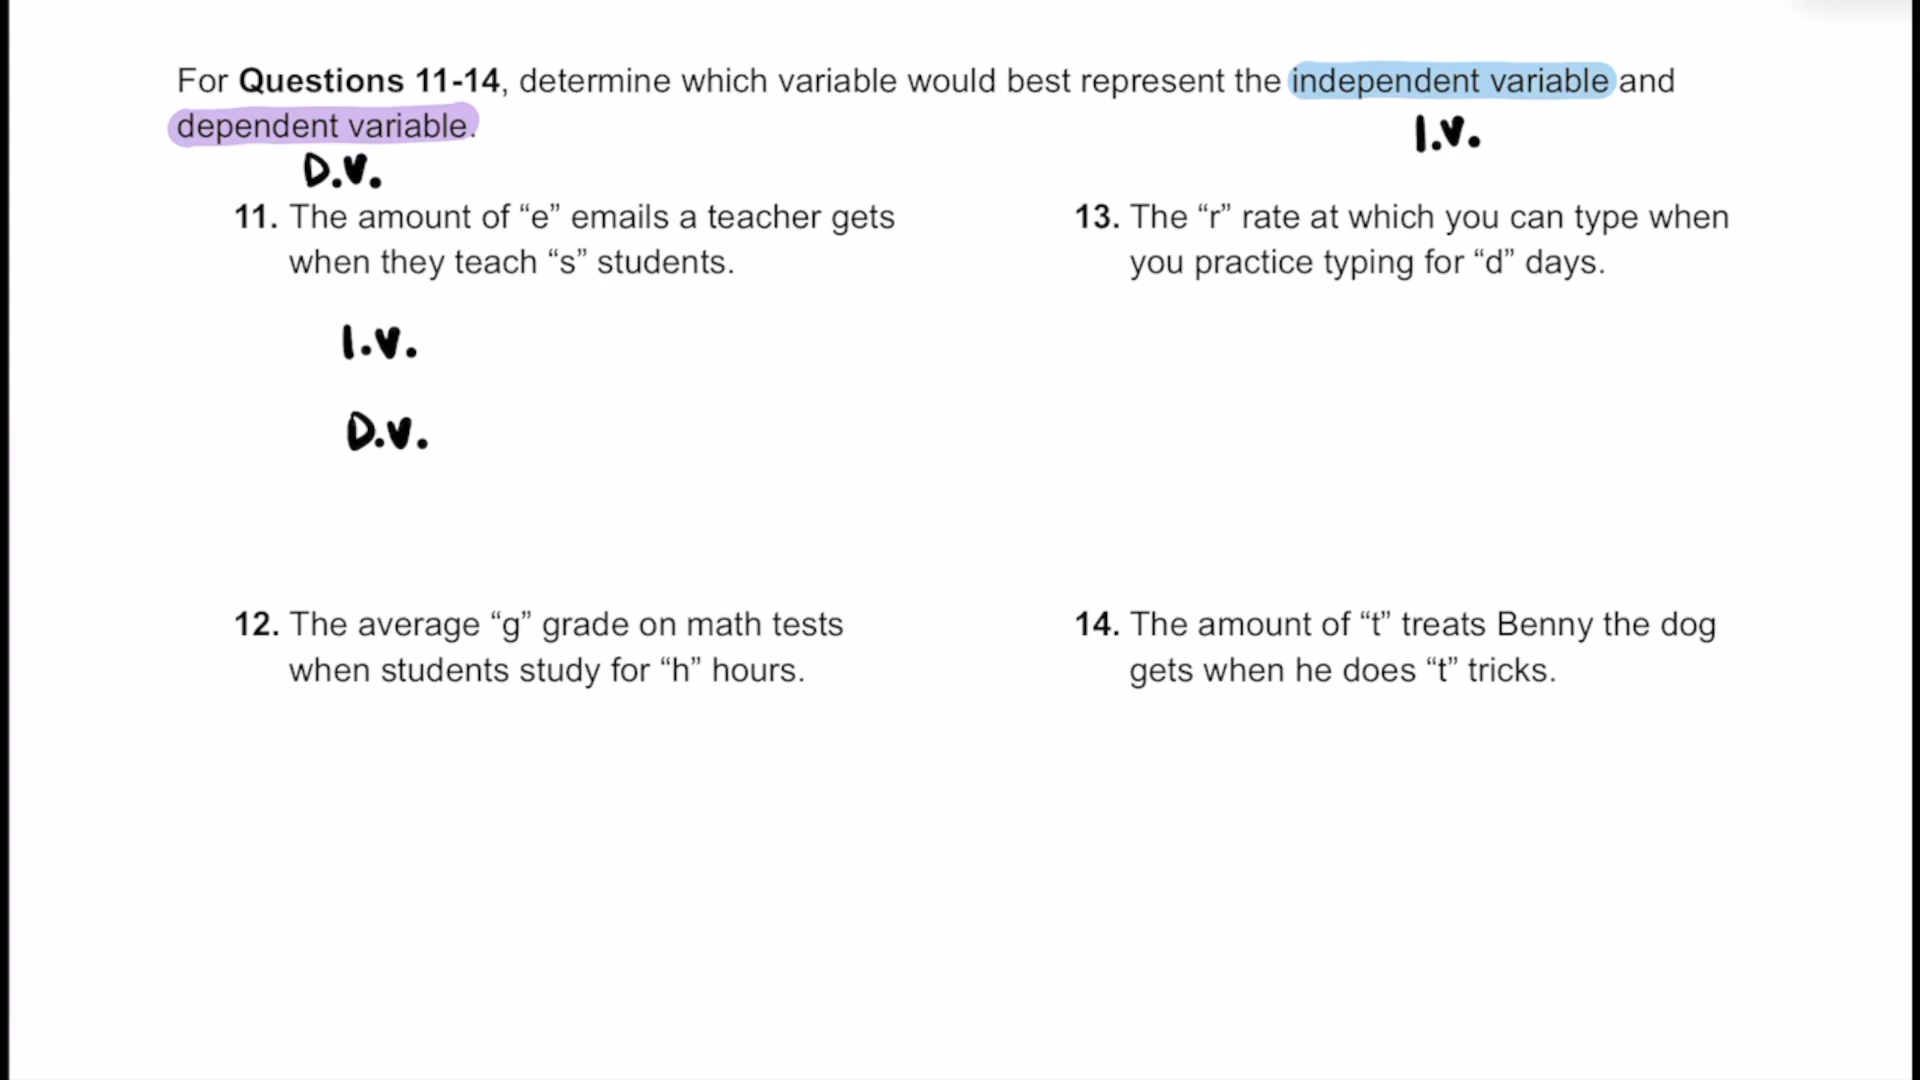 For Questions 11-14, determine which variable would best represent the independent variable and
I.V.
dependent variable.
D.V.
11. The amount of “e” emails a teacher gets
when they teach “s” students.
I.V.
D.V.
12. The average “g” grade on math tests
when students study for “h” hours.
13. The “r” rate at which you can type when
you practice typing for “d” days.
14. The amount of “t” treats Benny the dog
gets when he does “t” tricks.